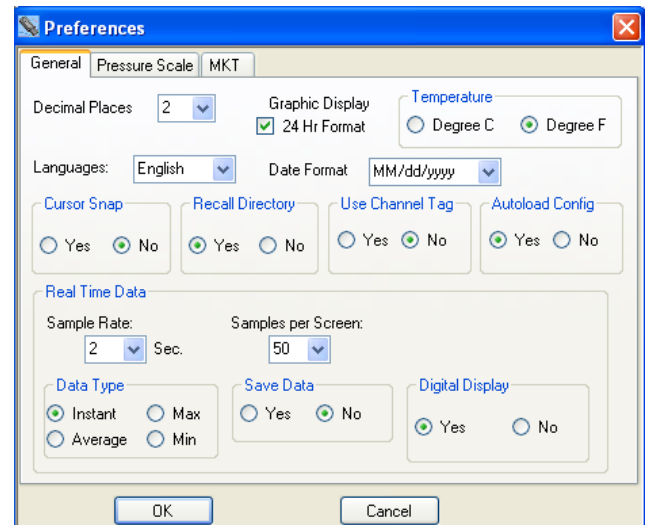 Preferences
General Pressure Scale MKT
Decimal Places 2 Graphic Display
24 Hr Format
Temperature
Degree C Degree F
Languages: English Date Format MM/dd/yyyy
Cursor Snap Recall Directory Use Channel Tag Autoload Config
Yes No Yes No Yes No Yes No
Real Time Data
Sample Rate: Samples per Screen:
2 Sec. 50
Data Type Save Data Digital Display
Instant Max Yes No Yes No
Average Min
OK Cancel